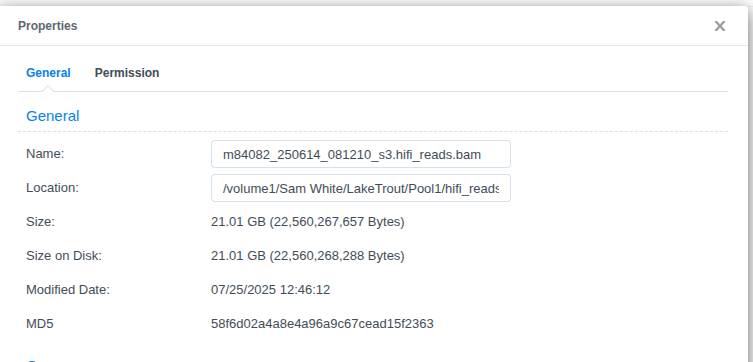 Properties
General Permission
General
Name: m84082_250614_081210_s3.hifi_reads.bam
Location: /volume1/Sam White/LakeTrout/Pool1/hifi_reads
Size: 21.01 GB (22,560,267,657 Bytes)
Size on Disk: 21.01 GB (22,560,268,288 Bytes)
Modified Date: 07/25/2025 12:46:12
MD5 58f6d02a4a8e4a96a9c67cead15f2363